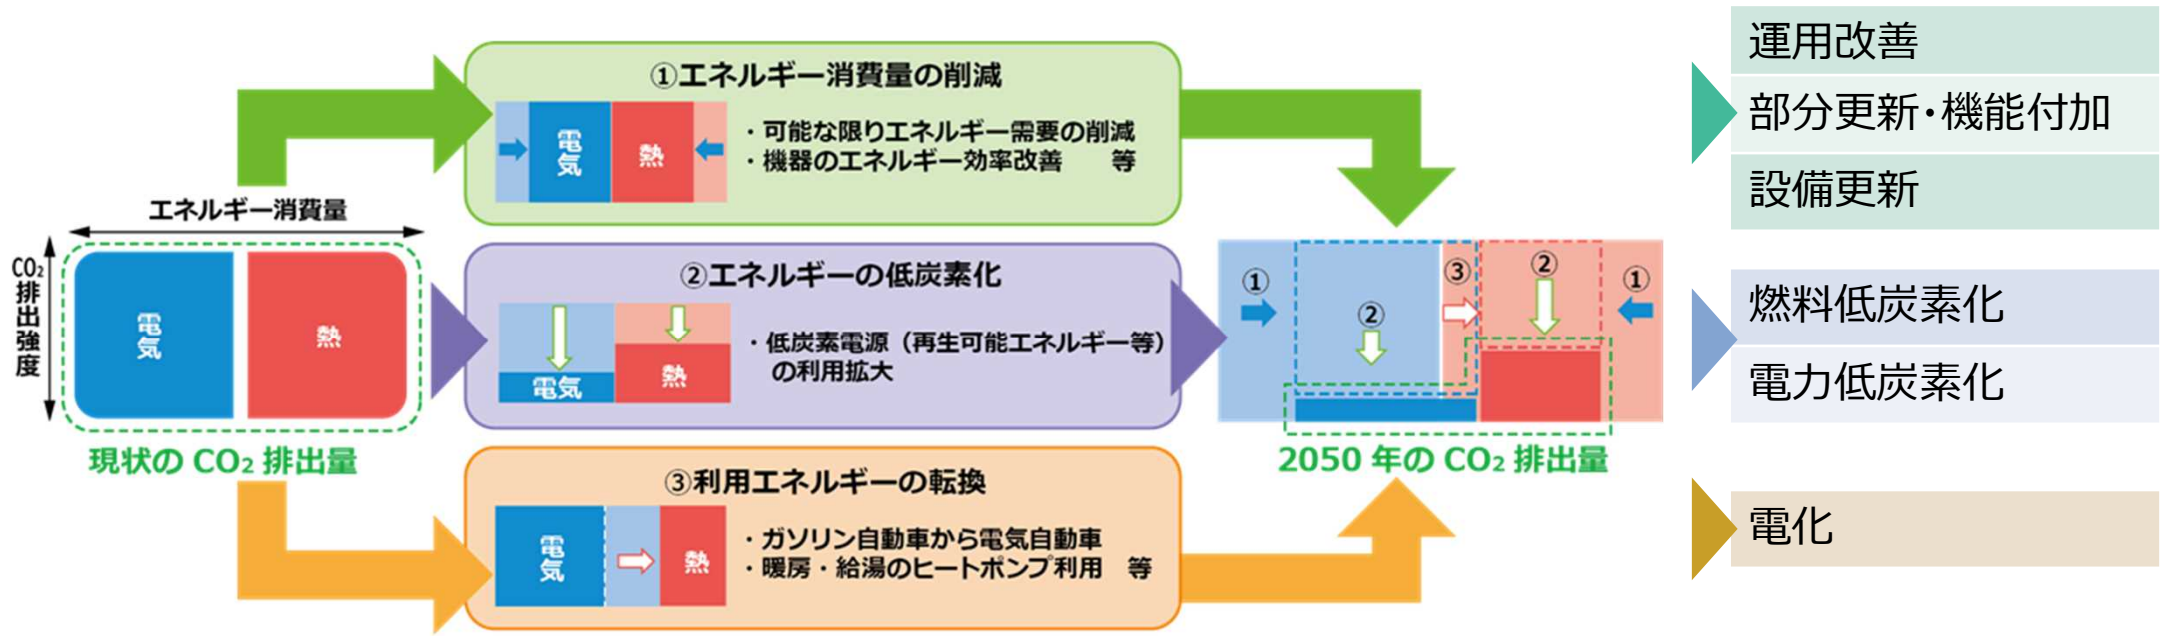 エネルギー消費量
CO₂排出強度
電気
熱
現状の CO₂ 排出量
①エネルギー消費量の削減
電気
熱
・可能な限りエネルギー需要の削減
・機器のエネルギー効率改善 等
②エネルギーの低炭素化
電気
熱
・低炭素電源（再生可能エネルギー等）
の利用拡大
③利用エネルギーの転換
電気
熱
・ガソリン自動車から電気自動車
・暖房・給湯のヒートポンプ利用 等
①
②
③
②
①
2050 年の CO₂ 排出量
運用改善
部分更新・機能付加
設備更新
燃料低炭素化
電力低炭素化
電化